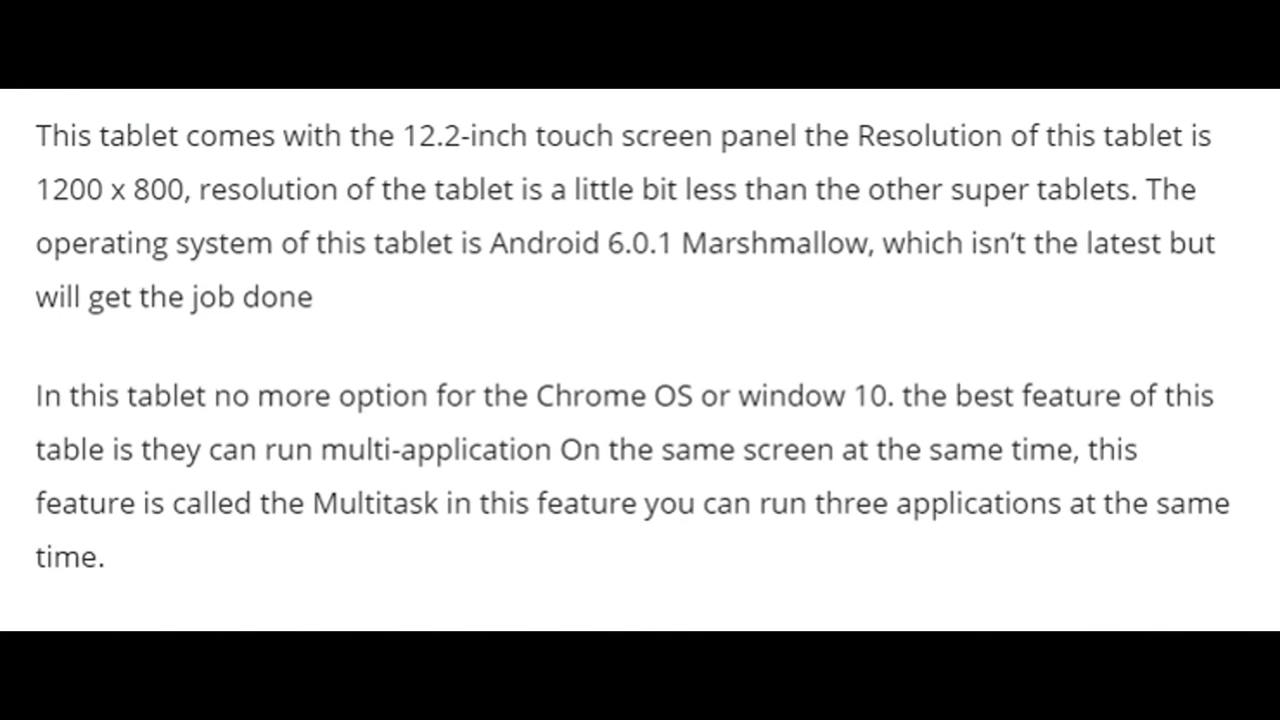 This tablet comes with the 12.2-inch touch screen panel the Resolution of this tablet is
1200 x 800, resolution of the tablet is a little bit less than the other super tablets. The
operating system of this tablet is Android 6.0.1 Marshmallow, which isn’t the latest but
will get the job done
In this tablet no more option for the Chrome OS or window 10. the best feature of this
table is they can run multi-application On the same screen at the same time, this
feature is called the Multitask in this feature you can run three applications at the same
time.